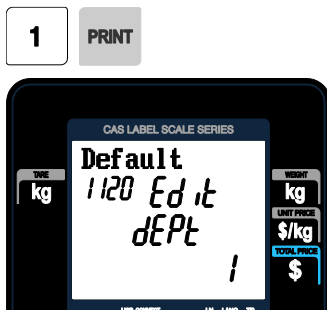 1 PRINT
CAS LABEL SCALE SERIES
Default
1120 Edit
dEPt
1
TARE
kg
WEIGHT
kg
UNIT PRICE
$/kg
TOTAL PRICE
$